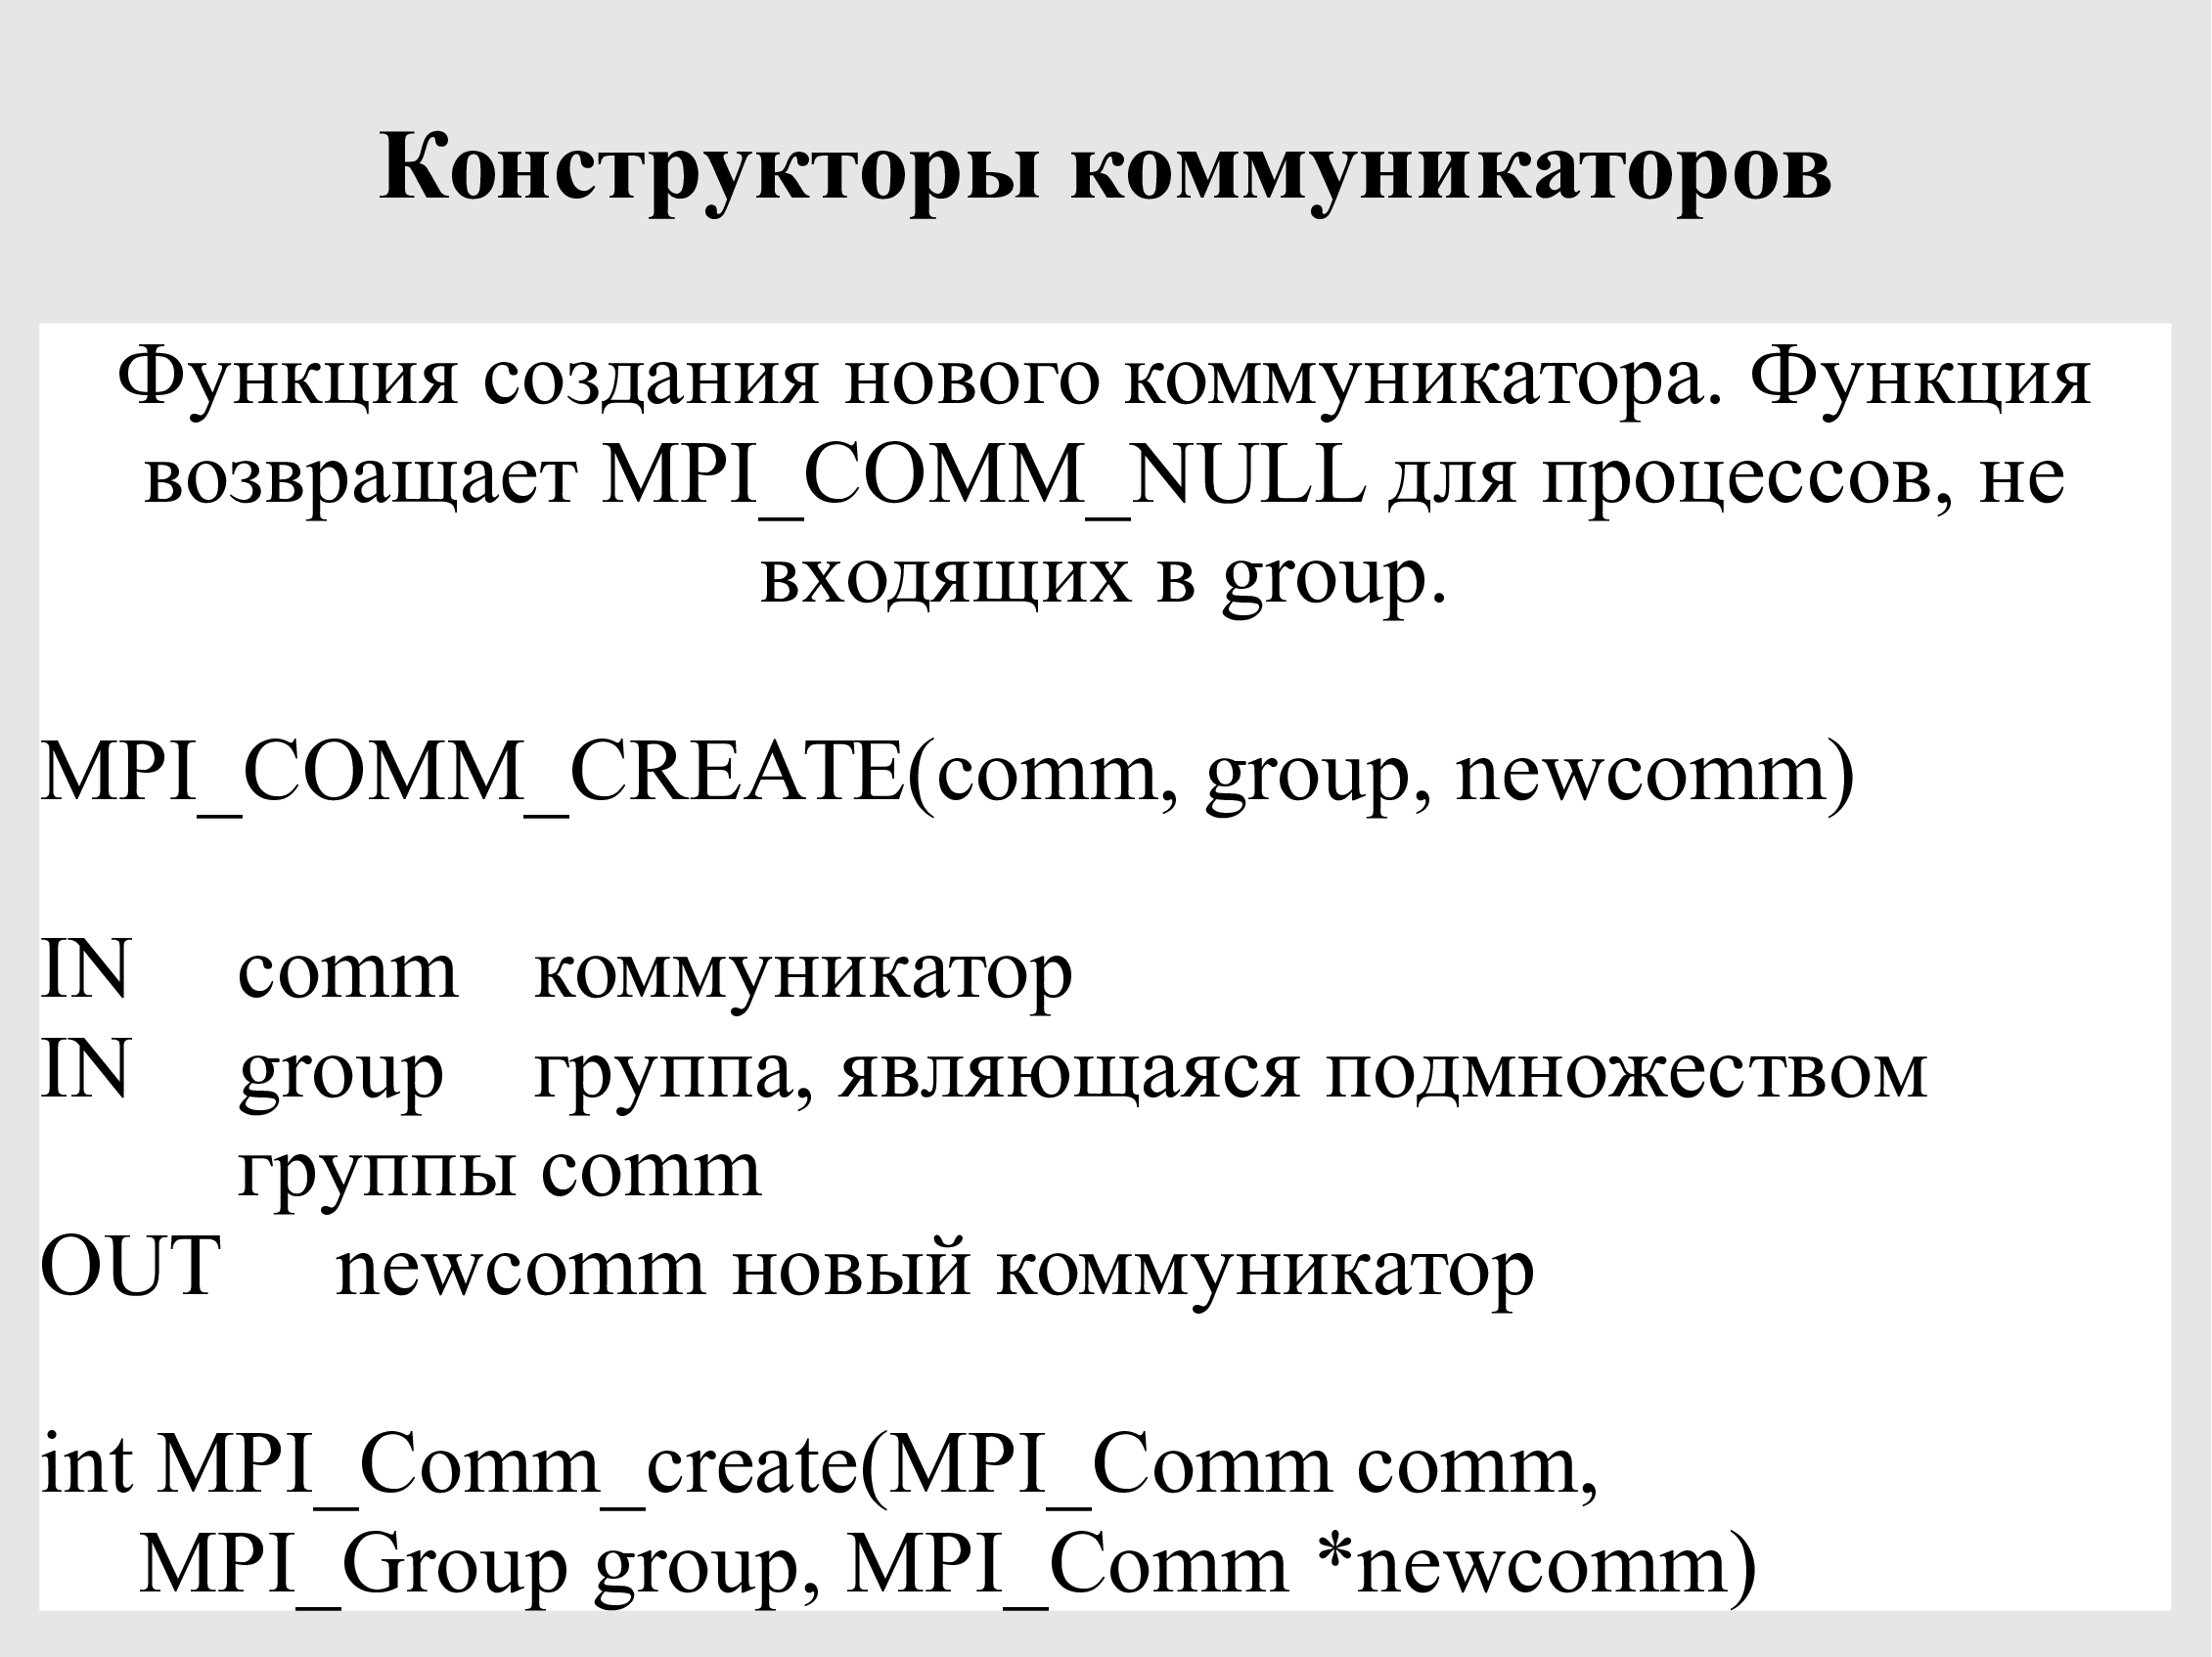 Конструкторы коммуникаторов
Функция создания нового коммуникатора. Функция
возвращает MPI_COMM_NULL для процессов, не
входящих в group.
MPI_COMM_CREATE(comm, group, newcomm)
IN comm коммуникатор
IN group группа, являющаяся подмножеством
группы comm
OUT newcomm новый коммуникатор
int MPI_Comm_create(MPI_Comm comm,
MPI_Group group, MPI_Comm *newcomm)